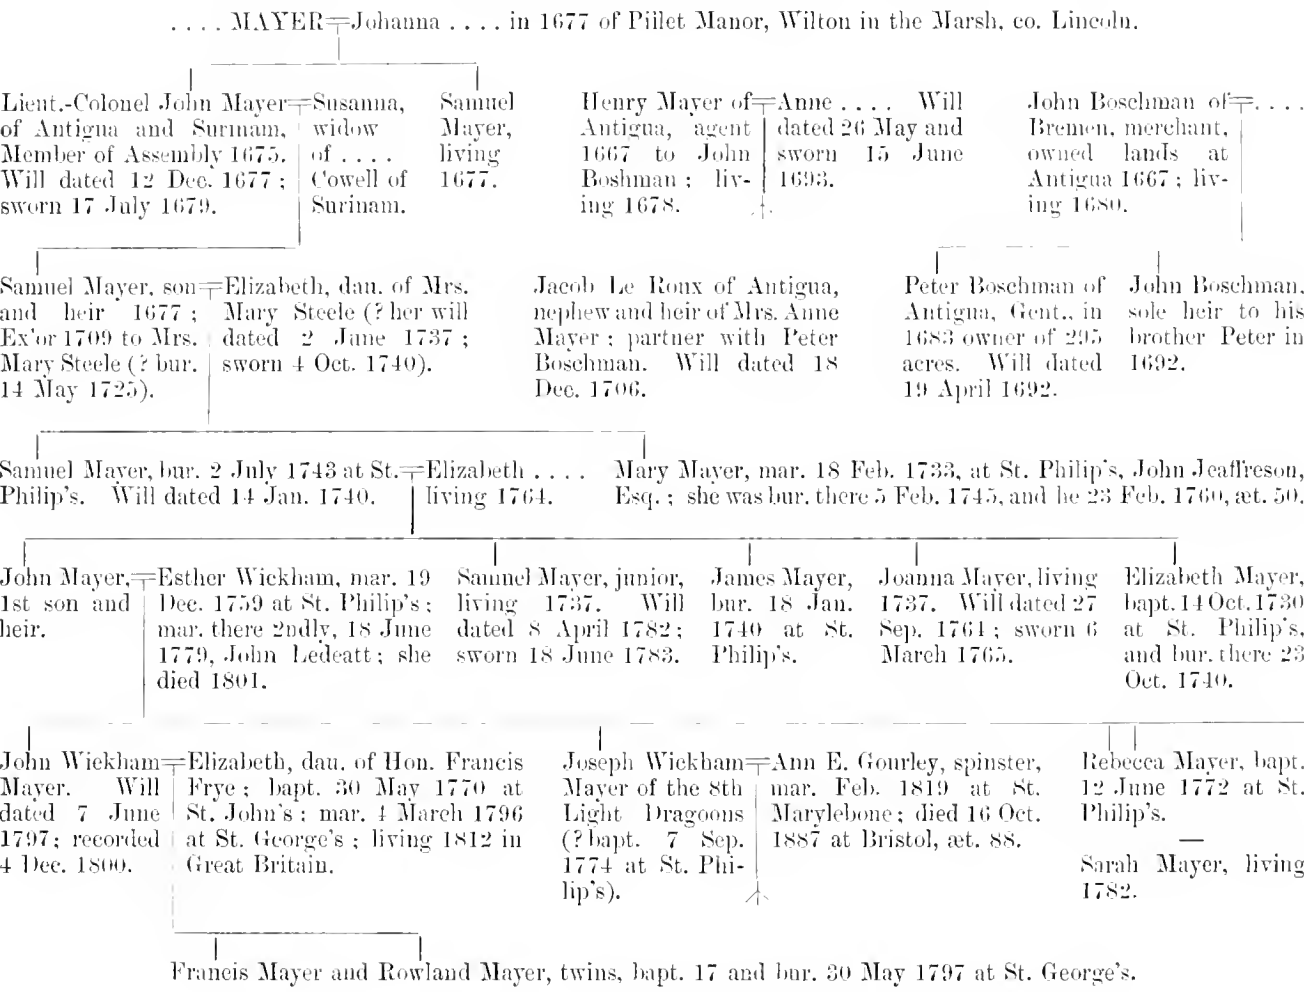 . . . . MAYER=Johanna . . . . in 1677 of Piilet Manor, Wilton in the Marsh, co. Lincoln.
Lieut.-Colonel John Mayer=
of Antigua and Surinam,
Member of Assembly 1675.
Will dated 12 Dec. 1677;
sworn 17 July 1679.
Susanna,
widow
of . . . .
Cowell of
Surinam.
Samuel
Mayer,
living
1677.
Henry Mayer of=
Antigua, agent
1667 to John
Boshman; liv-
ing 1678.
Anne . . . . Will
dated 26 May and
sworn 15 June
1693.
John Boschman of= . . . .
Bremen, merchant,
owned lands at
Antigua 1667; liv-
ing 1680.
Samuel Mayer, son=
and heir 1677;
Ex'or 1709 to Mrs.
Mary Steele (? bur.
14 May 1725).
Elizabeth, dau. of Mrs.
Mary Steele (? her will
dated 2 June 1737;
sworn 4 Oct. 1740).
Jacob Le Roux of Antigua,
nephew and heir of Mrs. Anne
Mayer; partner with Peter
Boschman. Will dated 18
Dec. 1706.
Peter Boschman of
Antigua, Gent., in
1683 owner of 295
acres. Will dated
19 April 1692.
John Boschman,
sole heir to his
brother Peter in
1692.
Samuel Mayer, bur. 2 July 1743 at St.=
Philip's. Will dated 14 Jan. 1740.
Elizabeth . . . .
living 1764.
Mary Mayer, mar. 18 Feb. 1733, at St. Philip's, John Jeaffreson,
Esq.; she was bur. there 5 Feb. 1745, and he 23 Feb. 1760, æt. 50.
John Mayer,=
1st son and
heir.
Esther Wickham, mar. 19
Dec. 1759 at St. Philip's;
mar. there 2ndly, 18 June
1779, John Ledeatt; she
died 1801.
Samuel Mayer, junior,
living 1737. Will
dated 8 April 1782;
sworn 18 June 1783.
James Mayer,
bur. 18 Jan.
1740 at St.
Philip's.
Joanna Mayer, living
1737. Will dated 27
Sep. 1764; sworn 6
March 1765.
Elizabeth Mayer,
bapt. 14 Oct. 1730
at St. Philip's,
and bur. there 23
Oct. 1740.
John Wickham=
Mayer. Will
dated 7 June
1797; recorded
4 Dec. 1800.
Elizabeth, dau. of Hon. Francis
Frye; bapt. 30 May 1770 at
St. John's; mar. 4 March 1796
at St. George's; living 1812 in
Great Britain.
Joseph Wickham=
Mayer of the 8th
Light Dragoons
(? bapt. 7 Sep.
1774 at St. Phi-
lip's).
Ann E. Gourley, spinster,
mar. Feb. 1819 at St.
Marylebone; died 16 Oct.
1887 at Bristol, æt. 88.
Rebecca Mayer, bapt.
12 June 1772 at St.
Philip's.
—
Sarah Mayer, living
1782.
Francis Mayer and Rowland Mayer, twins, bapt. 17 and bur. 30 May 1797 at St. George's.